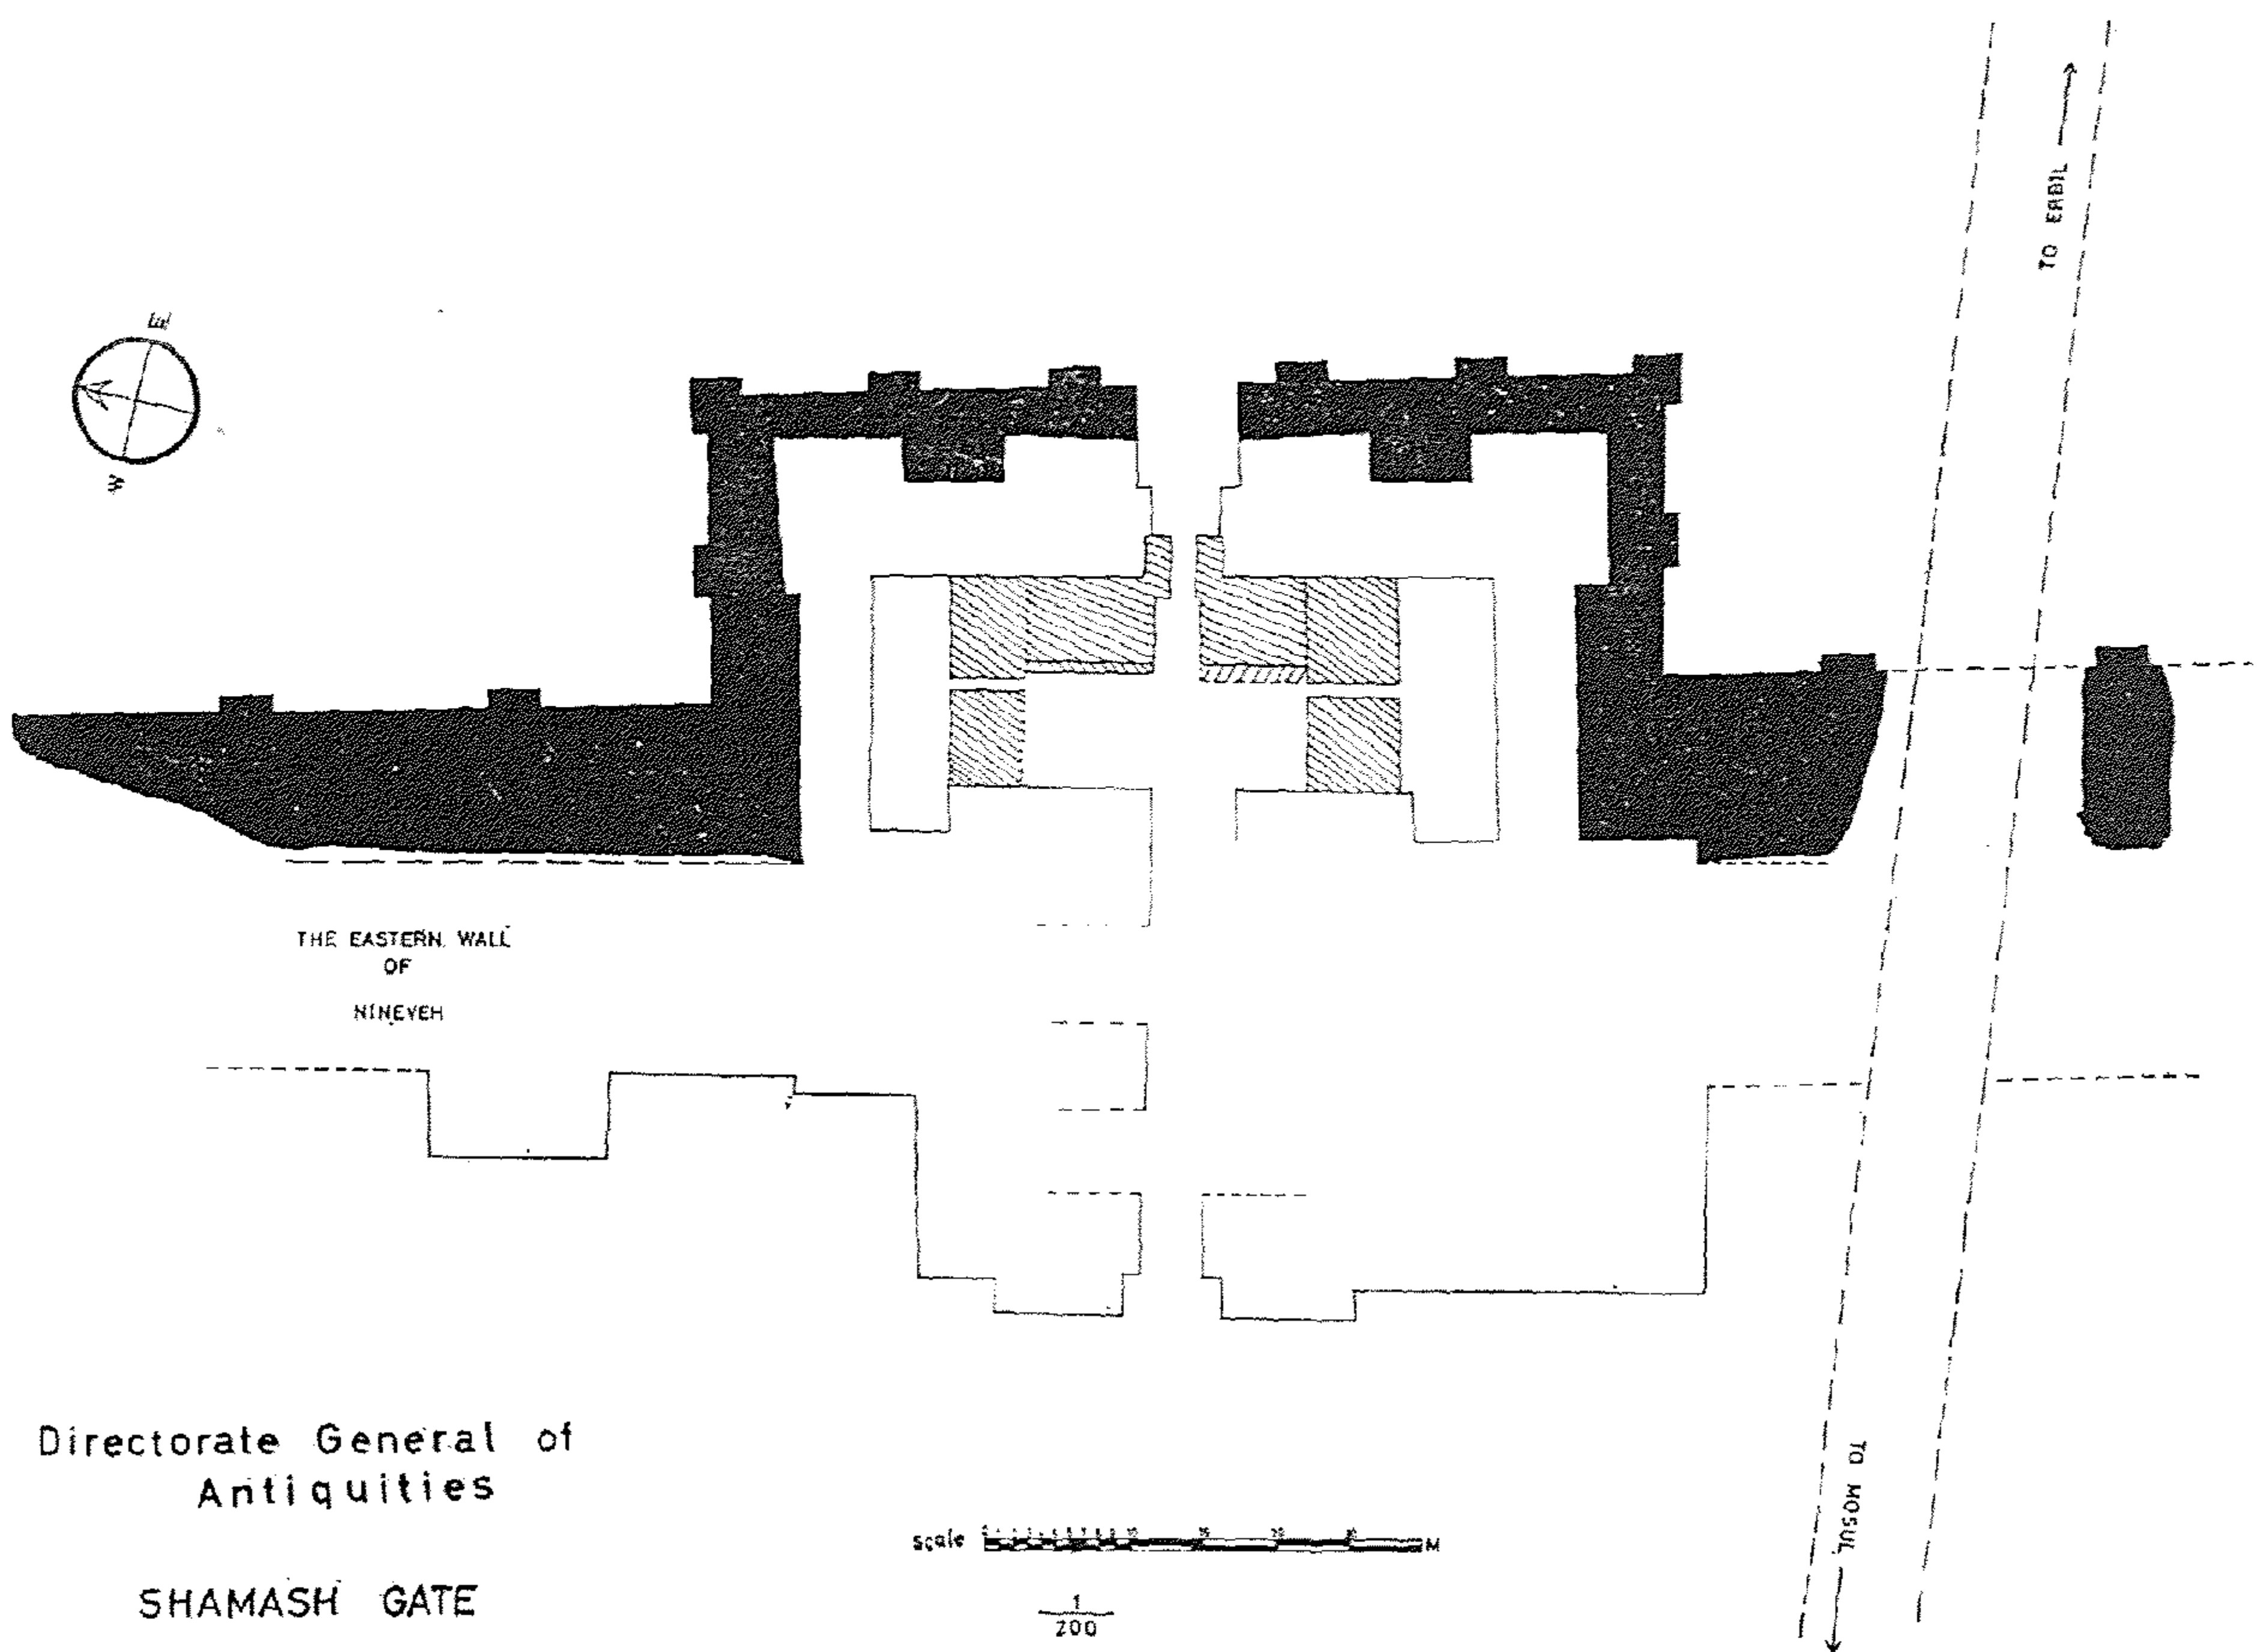 TO ERBIL
E
W
THE EASTERN WALL
OF
NINEVEH
Directorate General of
Antiquities
SHAMASH GATE
scale
M
1
200
TO MOSUL